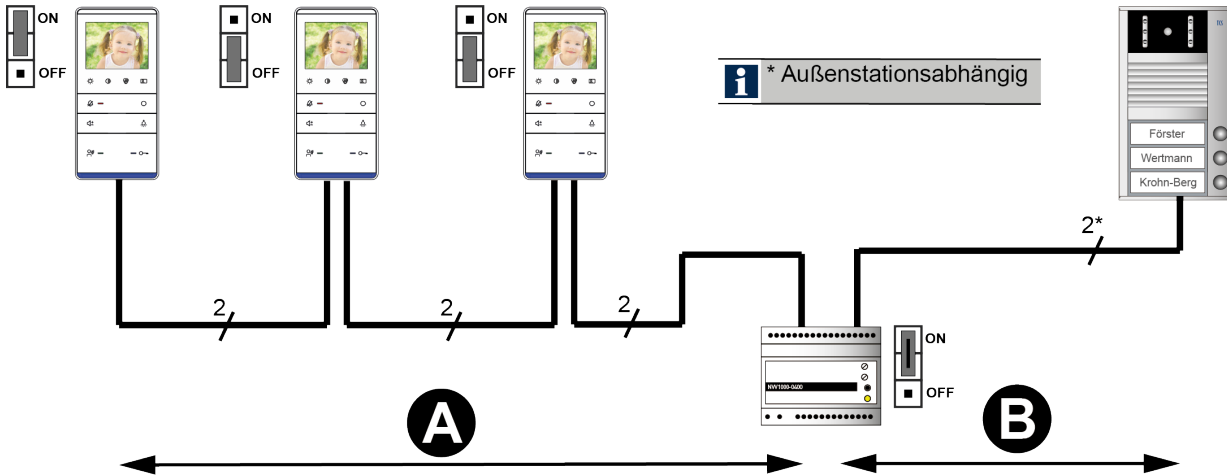 ON
OFF
ON
OFF
ON
OFF
* Außenstationsabhängig
tcs
Förster
Wertmann
Krohn-Berg
2*
2
2
2
NVV1000-0400
ON
OFF
A
B